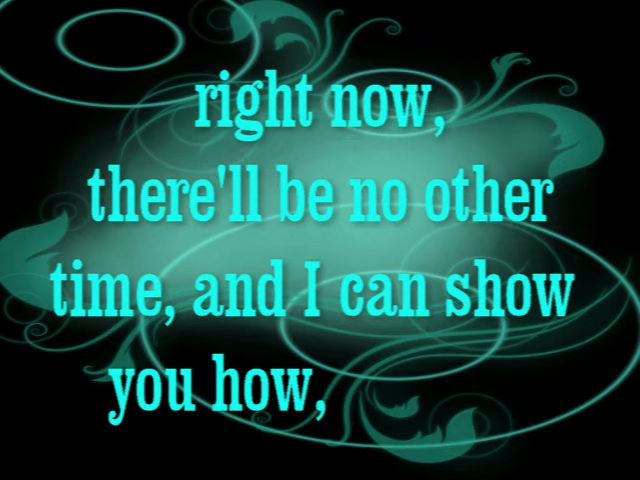 right now,
there'll be no other
time, and I can show
you how,